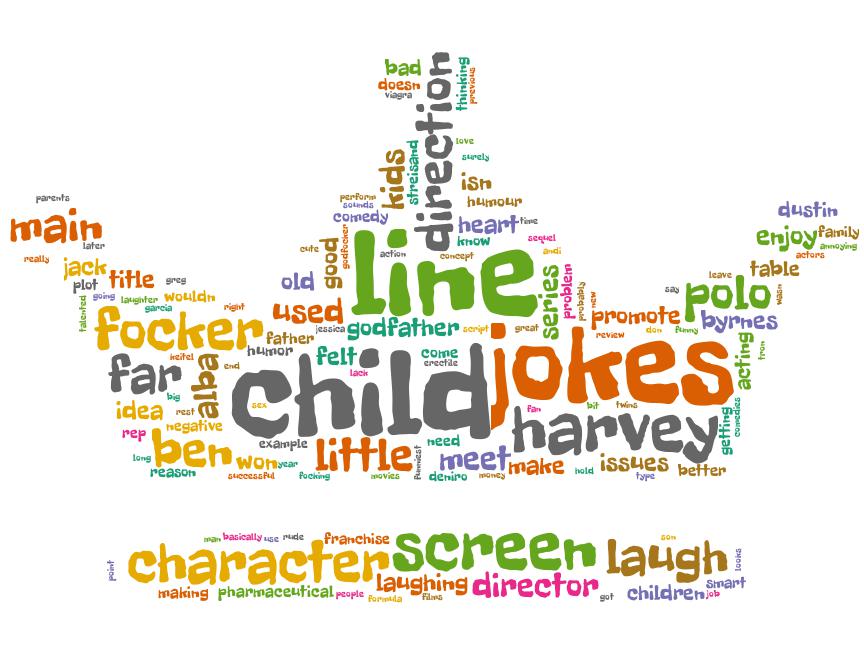 bad
direction
thinking
previous
doesn
viagra
love
kids
streisand
surely
isn
humour
perform
sounds
comedy
heart
time
parents
main
later
really
dustin
enjoy
family
annoying
actors
line
know
sequel
andi
concept
action
cute
good
godfocker
jack
title
plot
greg
old
series
problem
probably
new
say
leave
table
polo
wasn
going
laughter
wouldn
talented
garcia
right
used
promote
byrnes
focker
jessica
godfather
script
great
review
don
funny
father
humor
felt
come
erectile
lack
keitel
end
far
alba
child
jokes
acting
tron
big
sex
fan
bit
twins
idea
rest
negative
harvey
getting
comedies
rep
example
need
long
ben
won
year
little
funniest
meet
make
hold
issues
better
reason
successful
focking
movies
deniro
money
type
man
basically
use
rude
franchise
screen
son
point
character
laugh
looks
laughing
director
smart
making
pharmaceutical
people
formula
films
got
children
job